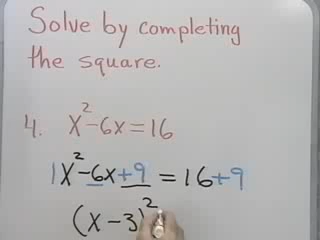 Solve by completing
the square.
4. x²-6x=16
1x²-6x+9=16+9
(x-3)²